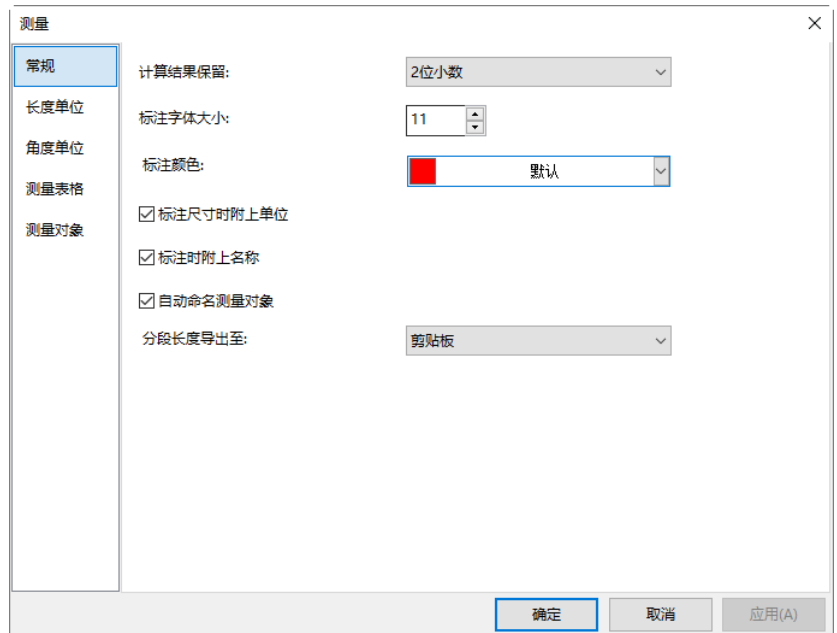 测量
常规
长度单位
角度单位
测量表格
测量对象
计算结果保留: 2位小数
标注字体大小: 11
标注颜色: 默认
标注尺寸时附上单位
标注时附上名称
自动命名测量对象
分段长度导出至: 剪贴板
确定 取消 应用(A)